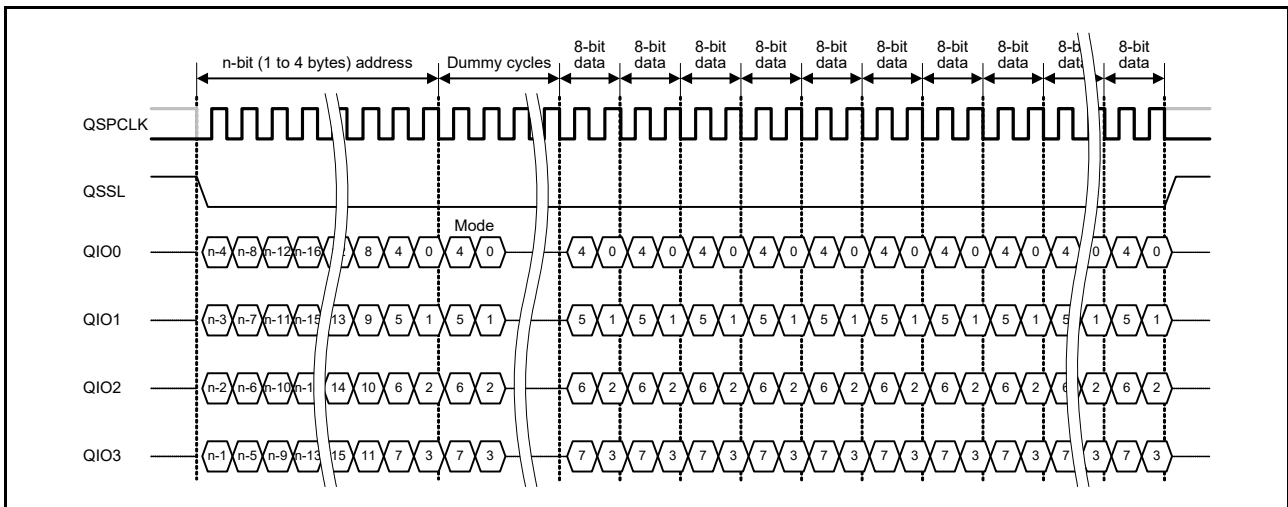 8-bit 8-bit 8-bit 8-bit 8-bit 8-bit 8-bit 8-bit 8-b 8-bit
n-bit (1 to 4 bytes) address Dummy cycles data data data data data data data data data data
QSPCLK
QSSL
Mode
QIO0 n-4 n-8 n-12 n-16 8 4 0 4 0 4 0 4 0 4 0 4 0 4 0 4 0 4 0 4 0 4 0 4 0
QIO1 n-3 n-7 n-11 n-15 13 9 5 1 5 1 5 1 5 1 5 1 5 1 5 1 5 1 5 1 5 1 5 1 5 1
QIO2 n-2 n-6 n-10 n-1 14 10 6 2 6 2 6 2 6 2 6 2 6 2 6 2 6 2 6 2 6 2 6 2 6 2
QIO3 n-1 n-5 n-9 n-13 15 11 7 3 7 3 7 3 7 3 7 3 7 3 7 3 7 3 7 3 7 3 7 3 7 3